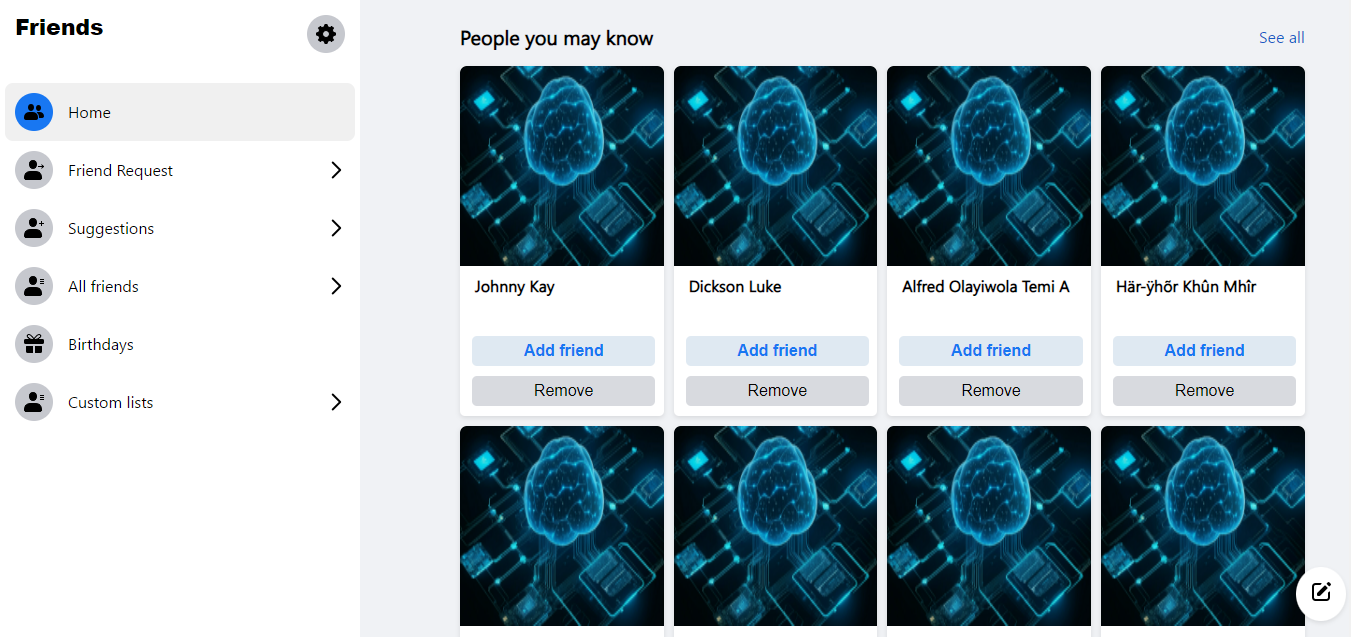 Friends
Home
Friend Request
Suggestions
All friends
Birthdays
Custom lists
People you may know
See all
Johnny Kay
Dickson Luke
Alfred Olayiwola Temi A
Här-ÿhőr Khûn Mhîr
Add friend
Add friend
Add friend
Add friend
Remove
Remove
Remove
Remove